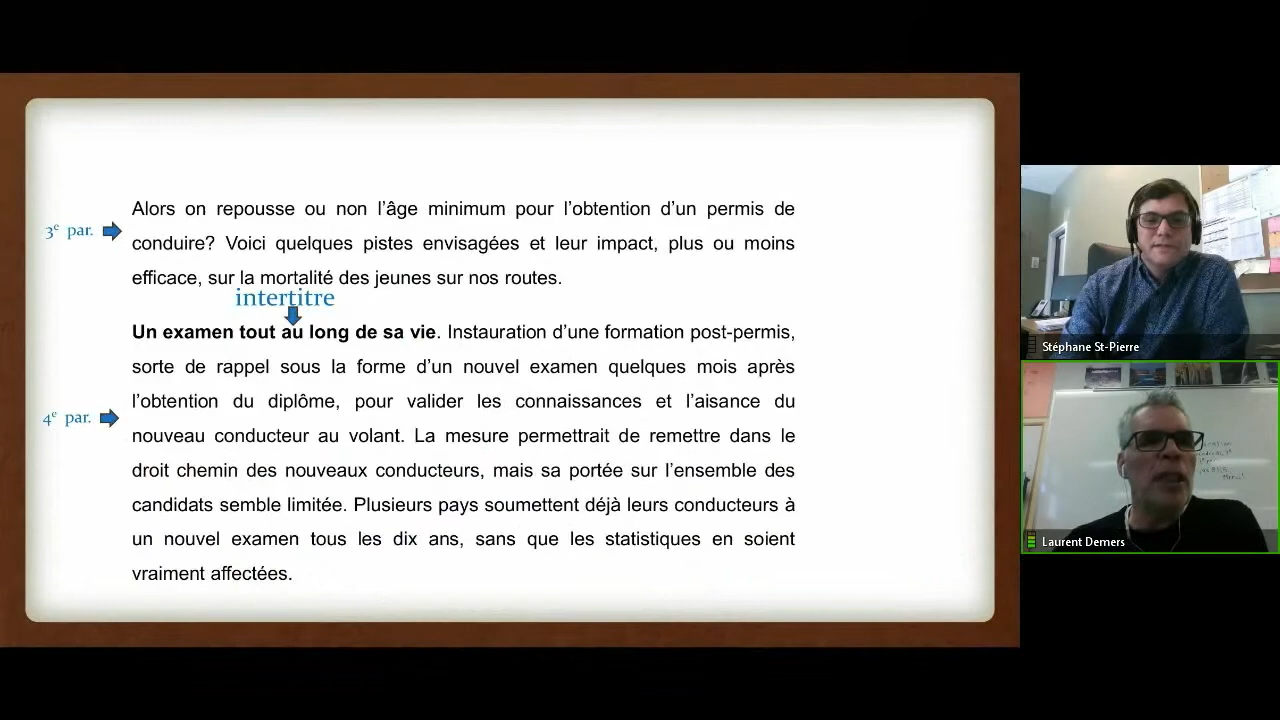 Alors on repousse ou non l’âge minimum pour l’obtention d’un permis de
3e par.
conduire? Voici quelques pistes envisagées et leur impact, plus ou moins
efficace, sur la mortalité des jeunes sur nos routes.
intertitre
Un examen tout au long de sa vie. Instauration d’une formation post-permis,
sorte de rappel sous la forme d’un nouvel examen quelques mois après
l’obtention du diplôme, pour valider les connaissances et l’aisance du
4e par.
nouveau conducteur au volant. La mesure permettrait de remettre dans le
droit chemin des nouveaux conducteurs, mais sa portée sur l’ensemble des
candidats semble limitée. Plusieurs pays soumettent déjà leurs conducteurs à
un nouvel examen tous les dix ans, sans que les statistiques en soient
vraiment affectées.
Stéphane St-Pierre
Laurent Demers